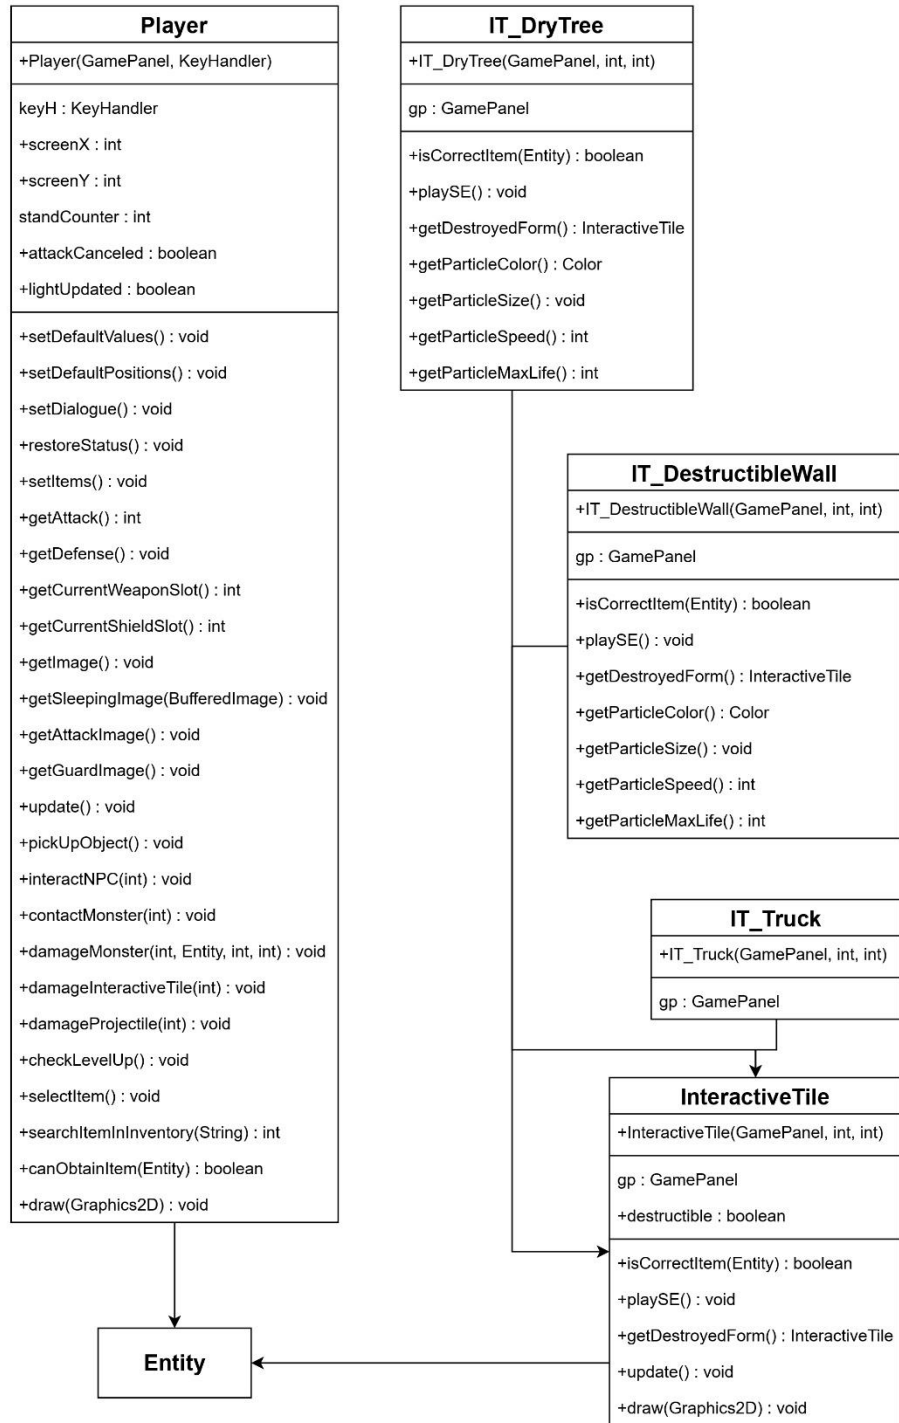 Player
+Player(GamePanel, KeyHandler)
keyH : KeyHandler
+screenX : int
+screenY : int
standCounter : int
+attackCanceled : boolean
+lightUpdated : boolean
+setDefaultValues() : void
+setDefaultPositions() : void
+setDialogue() : void
+restoreStatus() : void
+setItems() : void
+getAttack() : int
+getDefense() : void
+getCurrentWeaponSlot() : int
+getCurrentShieldSlot() : int
+getImage() : void
+getSleepingImage(BufferedImage) : void
+getAttackImage() : void
+getGuardImage() : void
+update() : void
+pickUpObject() : void
+interactNPC(int) : void
+contactMonster(int) : void
+damageMonster(int, Entity, int, int) : void
+damageInteractiveTile(int) : void
+damageProjectile(int) : void
+checkLevelUp() : void
+selectItem() : void
+searchItemInInventory(String) : int
+canObtainItem(Entity) : boolean
+draw(Graphics2D) : void
Entity
IT_DryTree
+IT_DryTree(GamePanel, int, int)
gp : GamePanel
+isCorrectItem(Entity) : boolean
+playSE() : void
+getDestroyedForm() : InteractiveTile
+getParticleColor() : Color
+getParticleSize() : void
+getParticleSpeed() : int
+getParticleMaxLife() : int
IT_DestructibleWall
+IT_DestructibleWall(GamePanel, int, int)
gp : GamePanel
+isCorrectItem(Entity) : boolean
+playSE() : void
+getDestroyedForm() : InteractiveTile
+getParticleColor() : Color
+getParticleSize() : void
+getParticleSpeed() : int
+getParticleMaxLife() : int
IT_Truck
+IT_Truck(GamePanel, int, int)
gp : GamePanel
InteractiveTile
+InteractiveTile(GamePanel, int, int)
gp : GamePanel
+destructible : boolean
+isCorrectItem(Entity) : boolean
+playSE() : void
+getDestroyedForm() : InteractiveTile
+update() : void
+draw(Graphics2D) : void